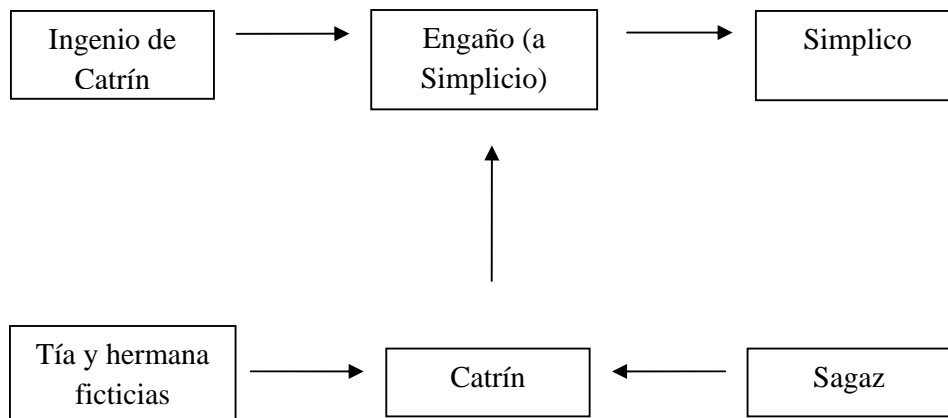 Ingenio de
Catrín
Engaño (a
Simplicio)
Simplico
Tía y hermana
ficticias
Catrín
Sagaz